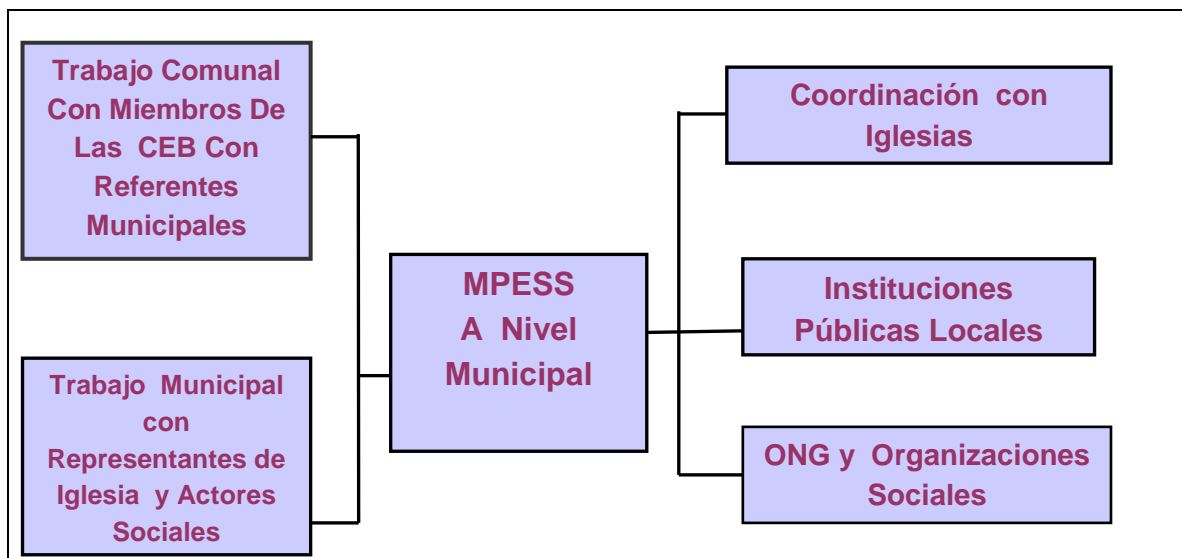 Trabajo Comunal
Con Miembros De
Las CEB Con
Referentes
Municipales
Trabajo Municipal
con
Representantes de
Iglesia y Actores
Sociales
MPESS
A Nivel
Municipal
Coordinación con
Iglesias
Instituciones
Públicas Locales
ONG y Organizaciones
Sociales